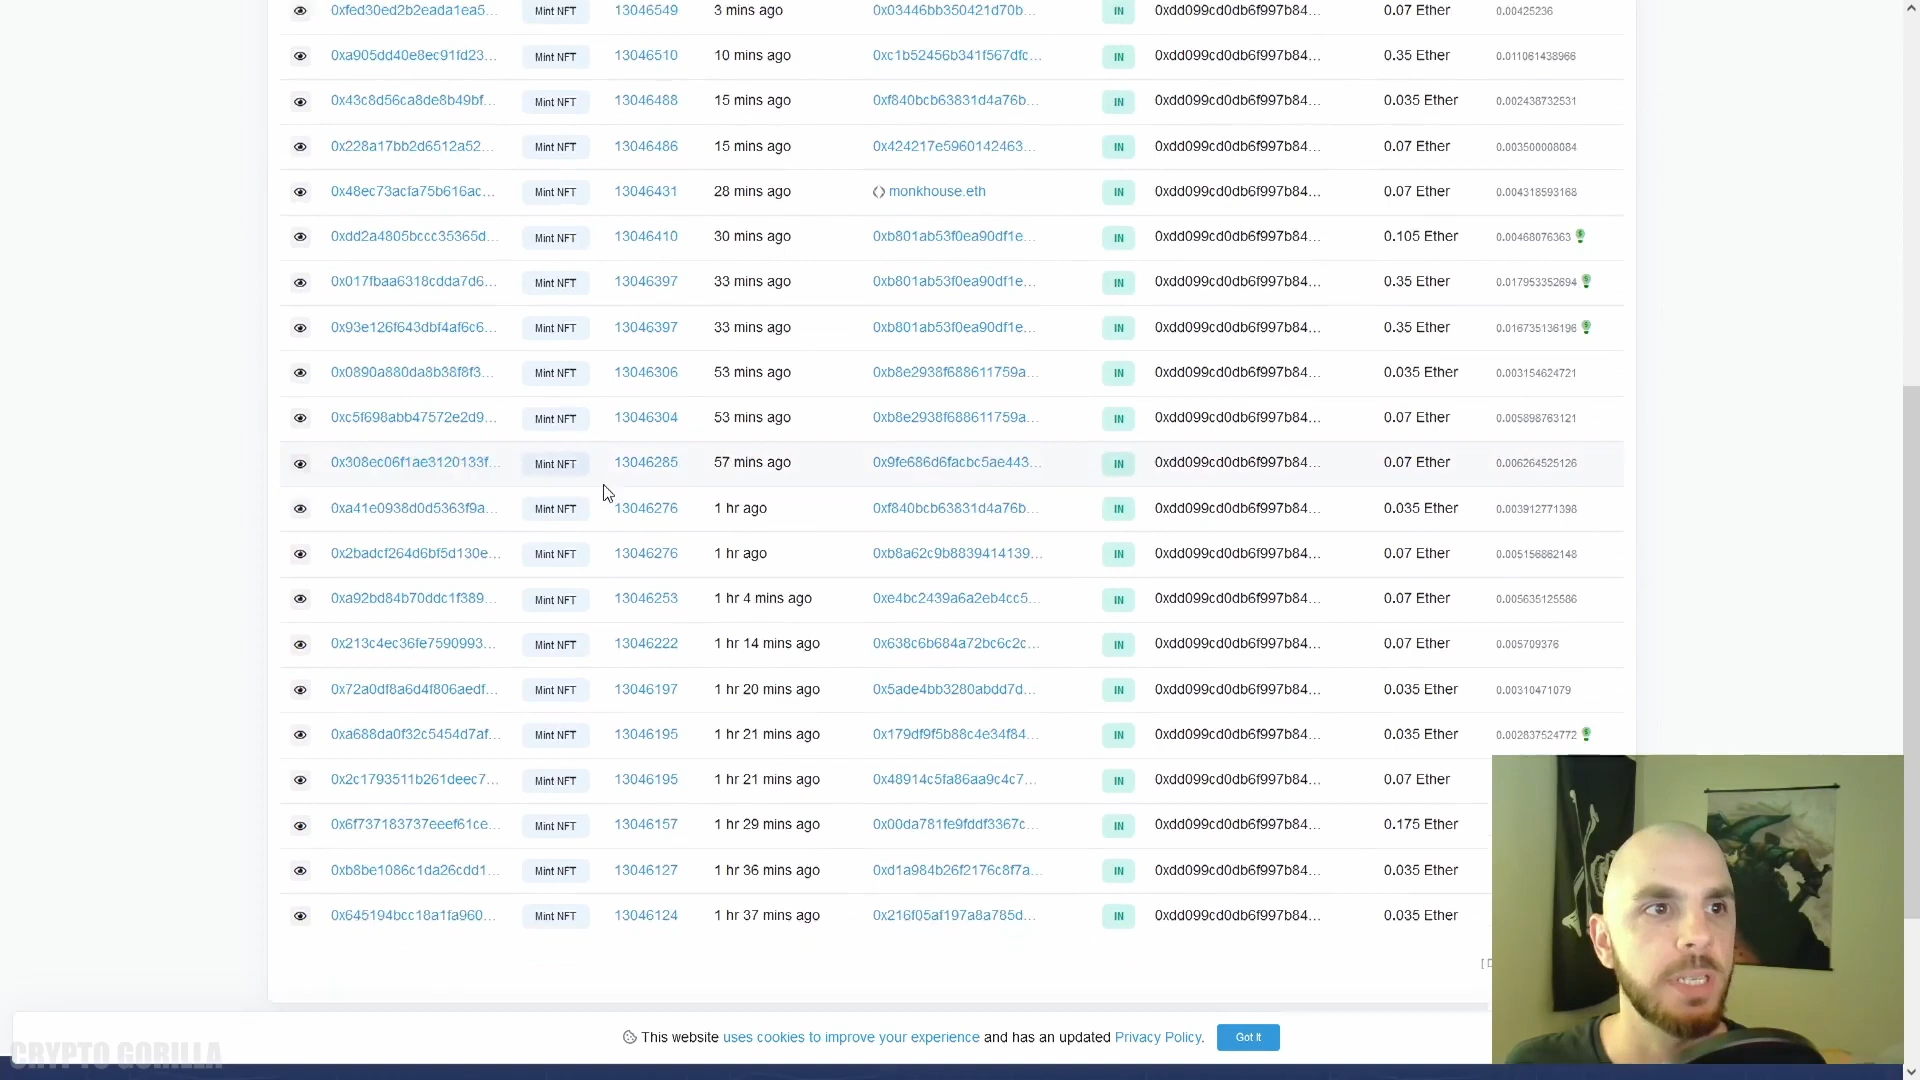 0xfed30ed2b2eada1ea5... Mint NFT 13046549 3 mins ago 0x03446bb350421d70b... IN 0xdd099cd0db6f997b84... 0.07 Ether 0.00425236
0xa905dd40e8ec91fd23... Mint NFT 13046510 10 mins ago 0xc1b52456b341f567dfc... IN 0xdd099cd0db6f997b84... 0.35 Ether 0.011061438966
0x43c8d56ca8de8b49bf... Mint NFT 13046488 15 mins ago 0xf840bcb63831d4a76b... IN 0xdd099cd0db6f997b84... 0.035 Ether 0.002438732531
0x228a17bb2d6512a52... Mint NFT 13046486 15 mins ago 0x424217e5960142463... IN 0xdd099cd0db6f997b84... 0.07 Ether 0.003500008084
0x48ec73acfa75b616ac... Mint NFT 13046431 28 mins ago monkhouse.eth IN 0xdd099cd0db6f997b84... 0.07 Ether 0.004318593168
0xdd2a4805bccc35365d... Mint NFT 13046410 30 mins ago 0xb801ab53f0ea90df1e... IN 0xdd099cd0db6f997b84... 0.105 Ether 0.00468076363
0x017fbaa6318cdda7d6... Mint NFT 13046397 33 mins ago 0xb801ab53f0ea90df1e... IN 0xdd099cd0db6f997b84... 0.35 Ether 0.017953352694
0x93e126f643dbf4af6c6... Mint NFT 13046397 33 mins ago 0xb801ab53f0ea90df1e... IN 0xdd099cd0db6f997b84... 0.35 Ether 0.016735136196
0x0890a880da8b38f8f3... Mint NFT 13046306 53 mins ago 0xb8e2938f688611759a... IN 0xdd099cd0db6f997b84... 0.035 Ether 0.003154624721
0xc5f698abb47572e2d9... Mint NFT 13046304 53 mins ago 0xb8e2938f688611759a... IN 0xdd099cd0db6f997b84... 0.07 Ether 0.005898763121
0x308ec06f1ae3120133f... Mint NFT 13046285 57 mins ago 0x9fe686d6facbc5ae443... IN 0xdd099cd0db6f997b84... 0.07 Ether 0.006264525126
0xa41e0938d0d5363f9a... Mint NFT 13046276 1 hr ago 0xf840bcb63831d4a76b... IN 0xdd099cd0db6f997b84... 0.035 Ether 0.003912771398
0x2badcf264d6bf5d130e... Mint NFT 13046276 1 hr ago 0xb8a62c9b8839414139... IN 0xdd099cd0db6f997b84... 0.07 Ether 0.005156862148
0xa92bd84b70ddc1f389... Mint NFT 13046253 1 hr 4 mins ago 0xe4bc2439a6a2eb4cc5... IN 0xdd099cd0db6f997b84... 0.07 Ether 0.005635125586
0x213c4ec36fe7590993... Mint NFT 13046222 1 hr 14 mins ago 0x638c6b684a72bc6c2c... IN 0xdd099cd0db6f997b84... 0.07 Ether 0.005709376
0x72a0df8a6d4f806aedf... Mint NFT 13046197 1 hr 20 mins ago 0x5ade4bb3280abdd7d... IN 0xdd099cd0db6f997b84... 0.035 Ether 0.00310471079
0xa688da0f32c5454d7af... Mint NFT 13046195 1 hr 21 mins ago 0x179df9f5b88c4e34f84... IN 0xdd099cd0db6f997b84... 0.035 Ether 0.002837524772
0x2c1793511b261deec7... Mint NFT 13046195 1 hr 21 mins ago 0x48914c5fa86aa9c4c7... IN 0xdd099cd0db6f997b84... 0.07 Ether
0x6f737183737eeef61ce... Mint NFT 13046157 1 hr 29 mins ago 0x00da781fe9fddf3367c... IN 0xdd099cd0db6f997b84... 0.175 Ether
0xb8be1086c1da26cdd1... Mint NFT 13046127 1 hr 36 mins ago 0xd1a984b26f2176c8f7a... IN 0xdd099cd0db6f997b84... 0.035 Ether
0x645194bcc18a1fa960... Mint NFT 13046124 1 hr 37 mins ago 0x216f05af197a8a785d... IN 0xdd099cd0db6f997b84... 0.035 Ether
This website uses cookies to improve your experience and has an updated Privacy Policy. Got It
CRYPTO GORILLA